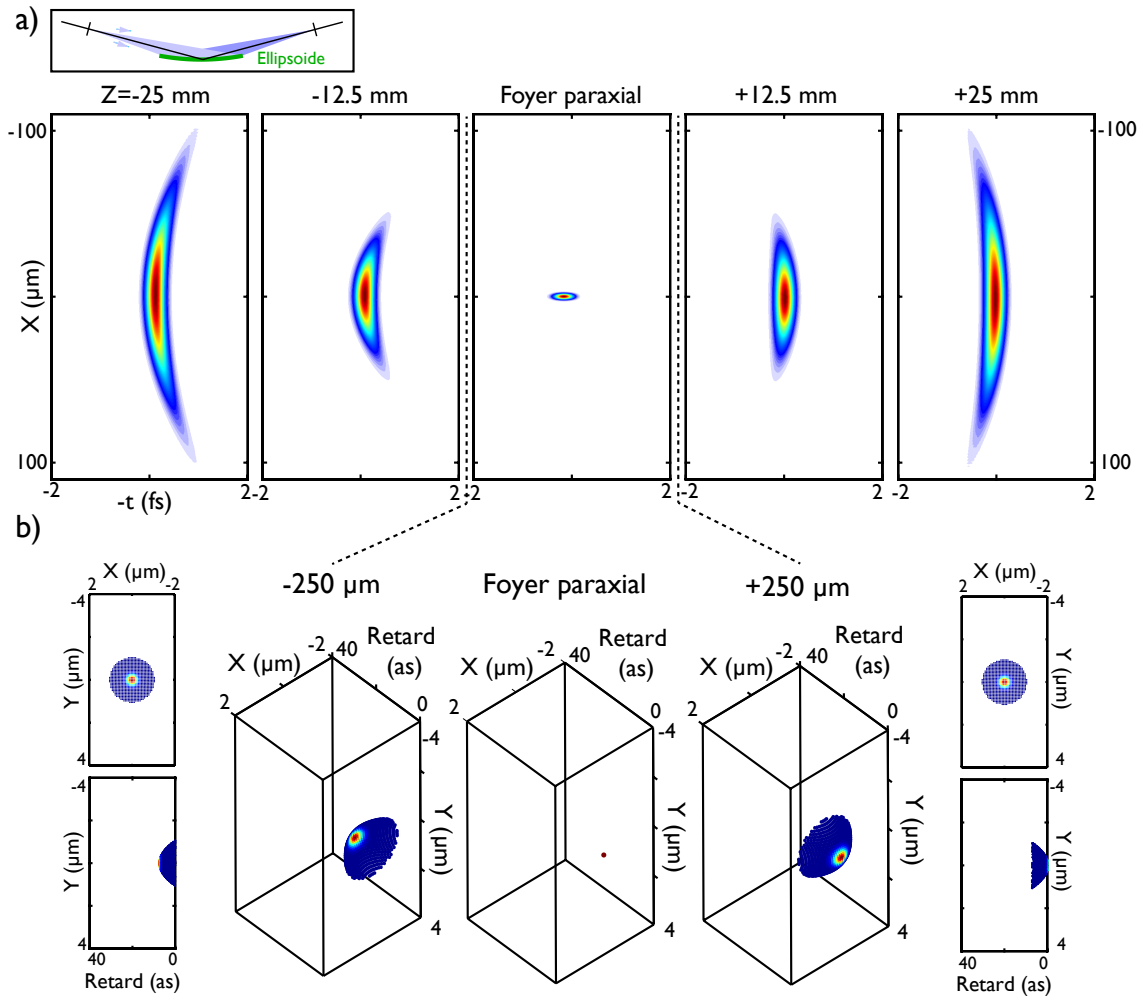 a)
Ellipsoide
Z=-25 mm
-12.5 mm
Foyer paraxial
+12.5 mm
+25 mm
-100
X (µm)
100
-100
100
-2
2
-2
2
-2
2
-2
2
-2
2
-t (fs)
b)
-250 µm
Foyer paraxial
+250 µm
X (µm)
2
-2
-4
Y (µm)
4
-4
Y (µm)
4
40
0
Retard (as)
X (µm)
2
-2
40
Retard
(as)
0
-4
Y (µm)
4
X (µm)
2
-2
40
Retard
(as)
0
-4
Y (µm)
4
X (µm)
2
-2
40
Retard
(as)
0
-4
Y (µm)
4
X (µm)
2
-2
-4
Y (µm)
4
-4
Y (µm)
4
40
0
Retard (as)